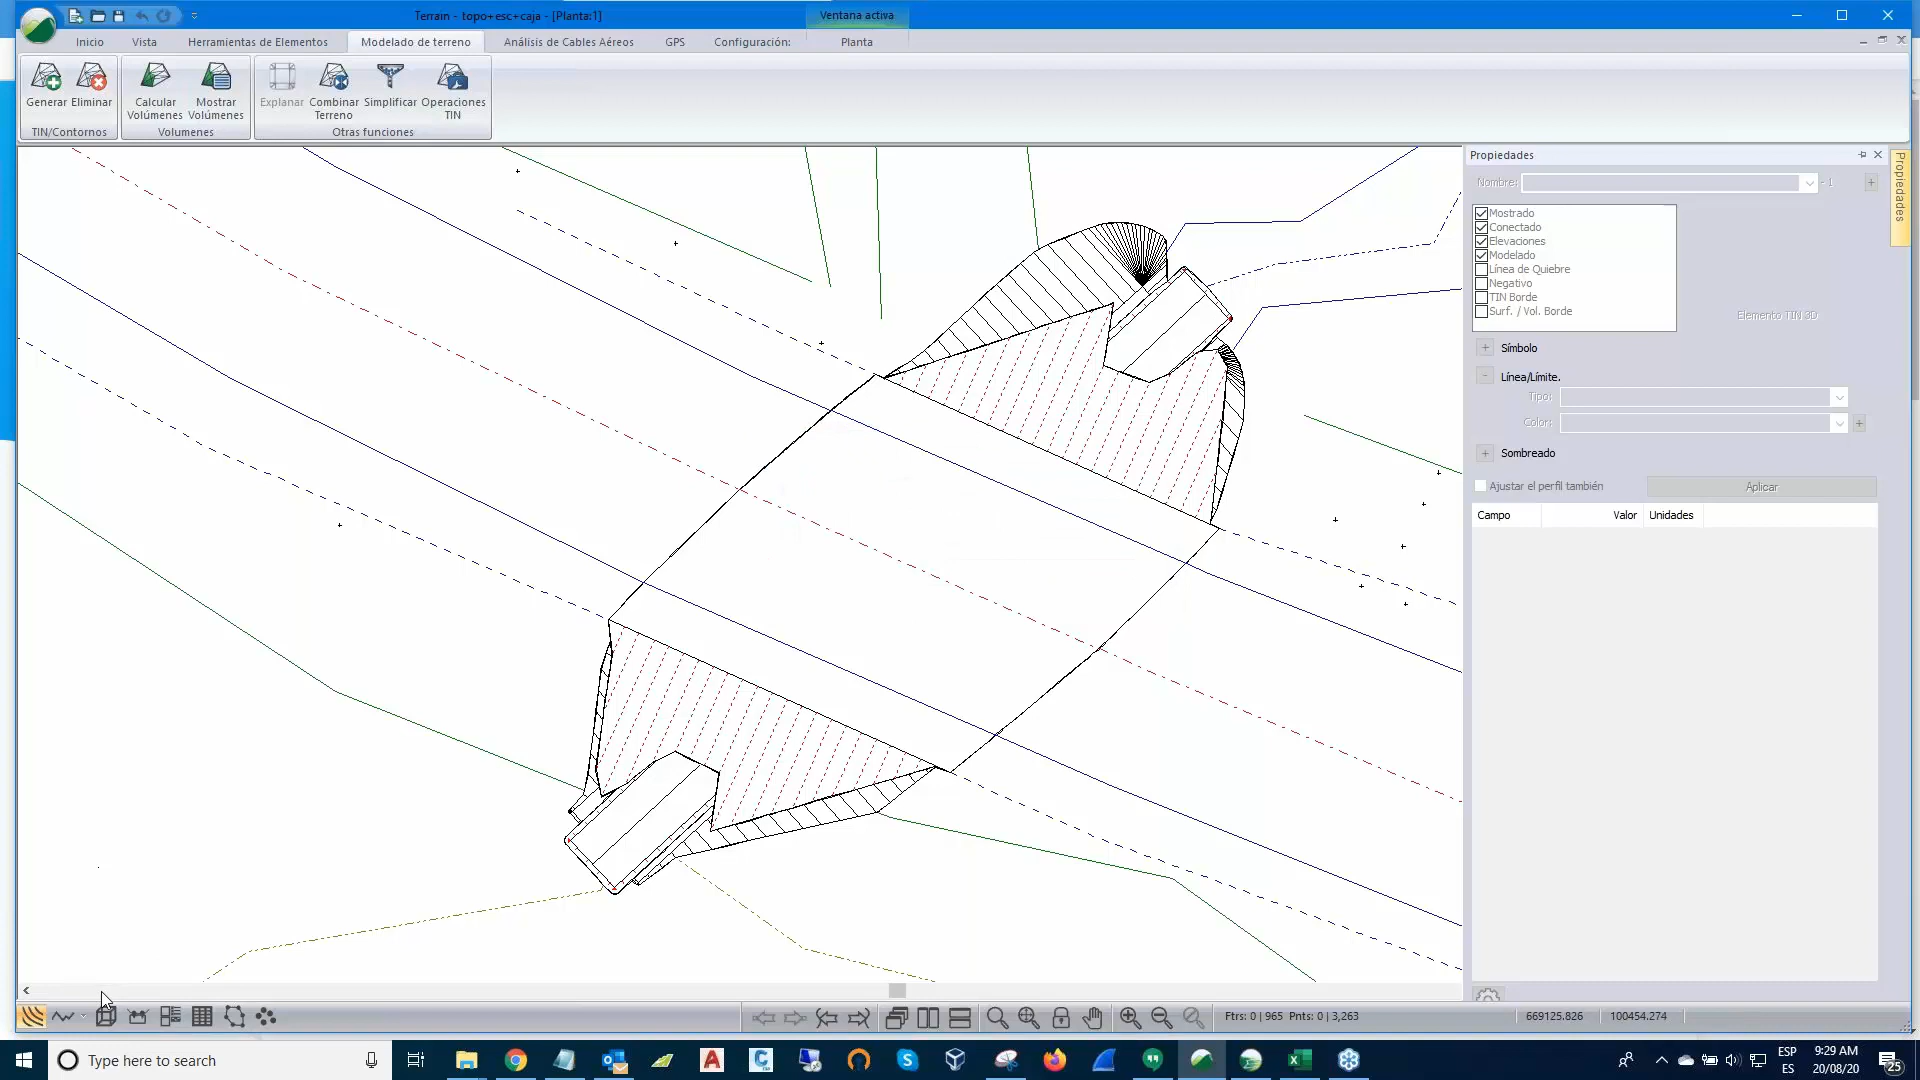 Terrain - topo+esc+caja - [Planta:1]
Ventana activa
Inicio Vista Herramientas de Elementos Modelado de terreno Análisis de Cables Aéreos GPS Configuración: Planta
Generar Eliminar
TIN/Contornos
Calcular Volúmenes
Mostrar Volúmenes
Volumenes
Explanar
Combinar Terreno
Simplificar
Operaciones TIN
Otras funciones
Propiedades
Nombre: - 1
Mostrado
Conectado
Elevaciones
Modelado
Línea de Quiebre
Negativo
TIN Borde
Surf. / Vol. Borde
Elemento TIN 3D
Símbolo
Línea/Límite.
Tipo:
Color:
Sombreado
Ajustar el perfil también
Aplicar
Campo Valor Unidades
Propiedades
Ftrs: 0 | 965 Pnts: 0 | 3,263
669125.826 100454.274
Type here to search
ESP
ES
9:29 AM
20/08/20
25